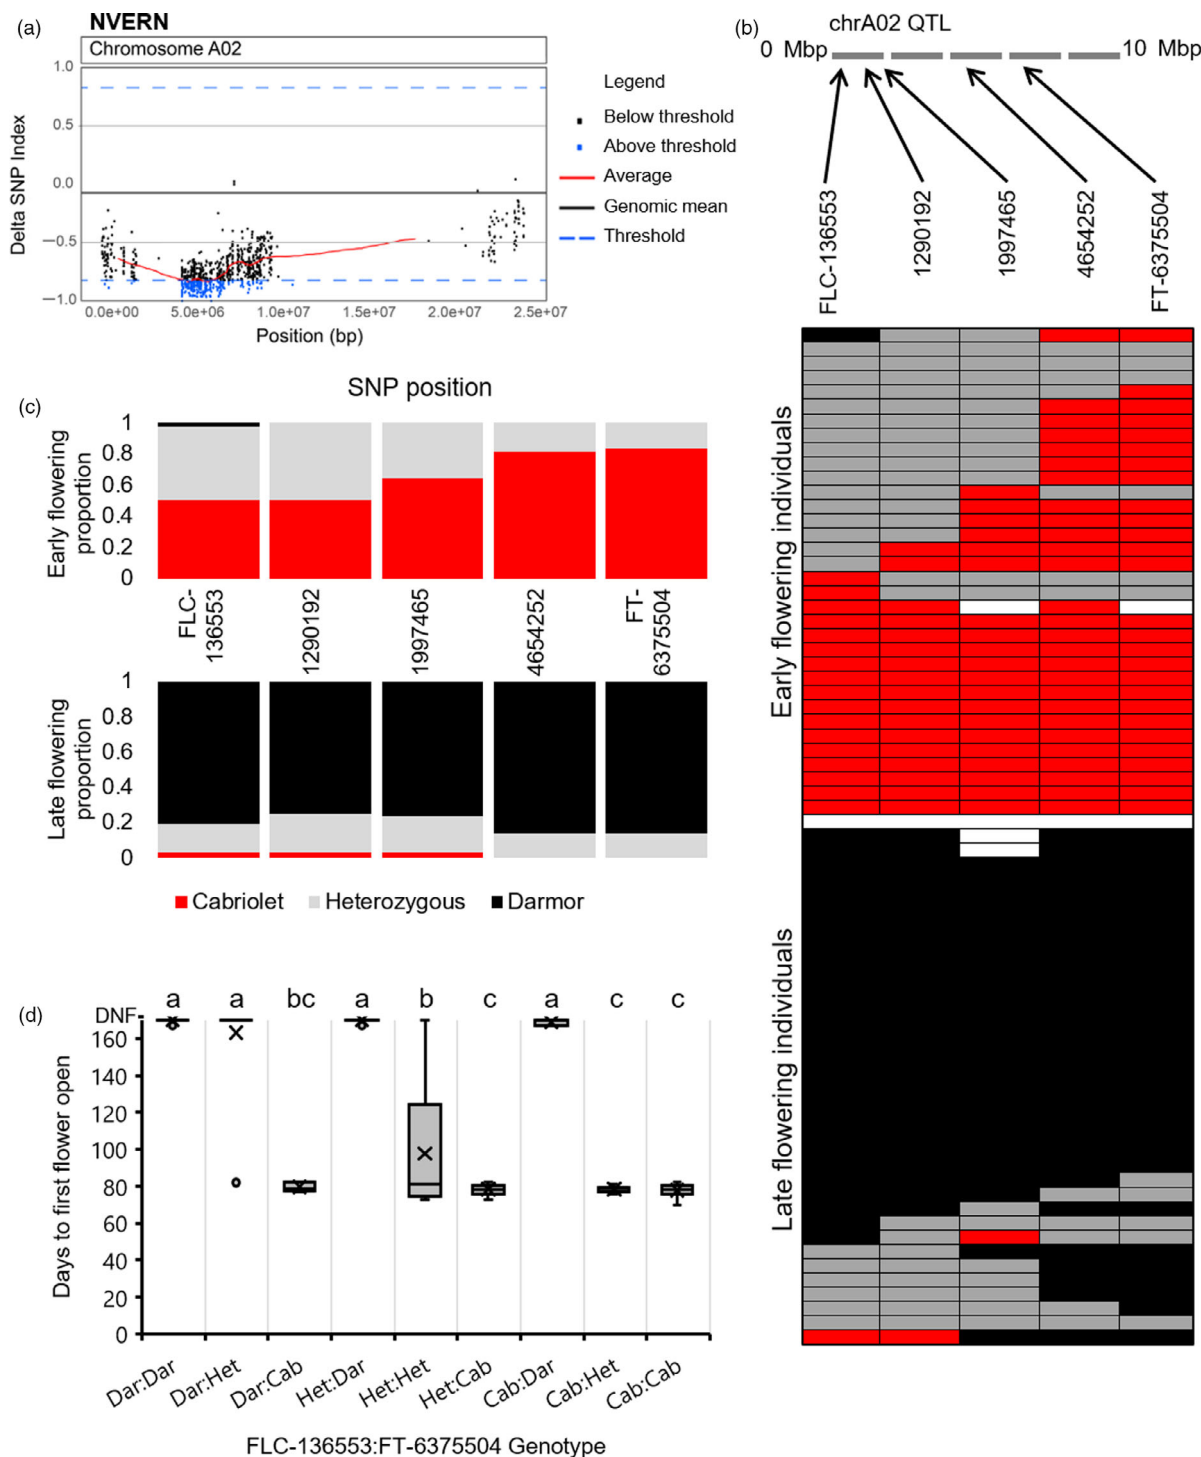 (a)
NVERN
Chromosome A02
1.0
0.5
0.0
−0.5
−1.0
Delta SNP Index
0.0e+00 5.0e+06 1.0e+07 1.5e+07 2.0e+07 2.5e+07
Position (bp)
Legend
Below threshold
Above threshold
Average
Genomic mean
Threshold
(b)
chrA02 QTL
0 Mbp
10 Mbp
FLC-136553
1290192
1997465
4654252
FT-6375504
Early flowering individuals
Late flowering individuals
(c)
SNP position
Early flowering
proportion
1
0.8
0.6
0.4
0.2
0
FLC-
136553
1290192
1997465
4654252
FT-
6375504
Late flowering
proportion
1
0.8
0.6
0.4
0.2
0
Cabriolet Heterozygous Darmor
(d)
a a bc a b c a c c
DNF
160
140
120
100
80
60
40
20
0
Days to first flower open
Dar:Dar
Dar:Het
Dar:Cab
Het:Dar
Het:Het
Het:Cab
Cab:Dar
Cab:Het
Cab:Cab
FLC-136553:FT-6375504 Genotype